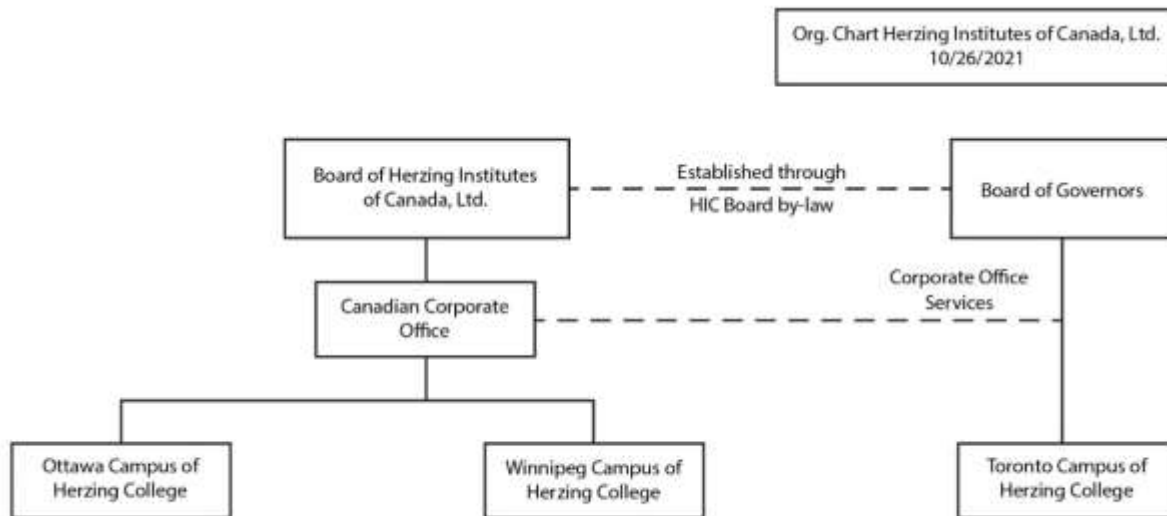 Org. Chart Herzing Institutes of Canada, Ltd.
10/26/2021
Board of Herzing Institutes
of Canada, Ltd.
Established through
HIC Board by-law
Board of Governors
Canadian Corporate
Office
Corporate Office
Services
Ottawa Campus of
Herzing College
Winnipeg Campus of
Herzing College
Toronto Campus of
Herzing College